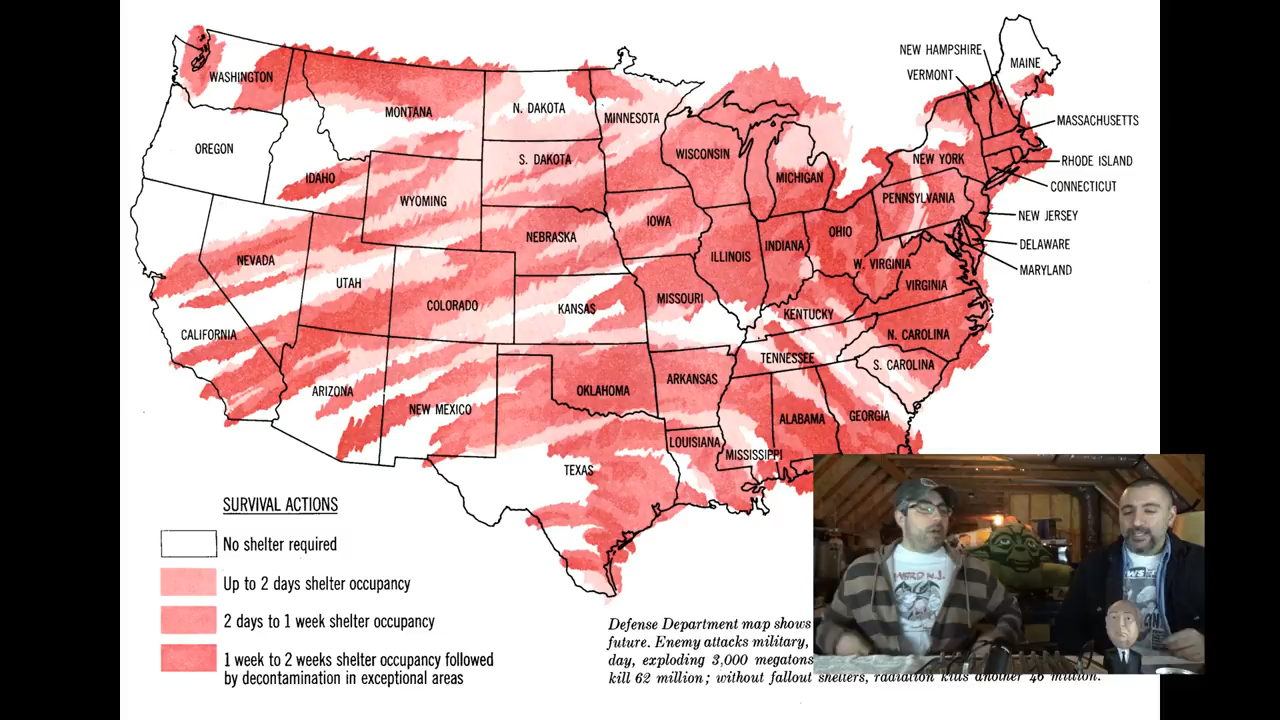 NEW HAMPSHIRE
VERMONT
MAINE
WASHINGTON
MONTANA
N. DAKOTA
MINNESOTA
MASSACHUSETTS
OREGON
S. DAKOTA
WISCONSIN
NEW YORK
RHODE ISLAND
IDAHO
MICHIGAN
CONNECTICUT
WYOMING
PENNSYLVANIA
NEW JERSEY
IOWA
NEBRASKA
OHIO
DELAWARE
NEVADA
ILLINOIS
INDIANA
W. VIRGINIA
MARYLAND
UTAH
COLORADO
KANSAS
MISSOURI
VIRGINIA
KENTUCKY
CALIFORNIA
N. CAROLINA
TENNESSEE
S. CAROLINA
ARIZONA
NEW MEXICO
OKLAHOMA
ARKANSAS
ALABAMA
GEORGIA
LOUISIANA
MISSISSIPPI
TEXAS
SURVIVAL ACTIONS
No shelter required
Up to 2 days shelter occupancy
2 days to 1 week shelter occupancy
1 week to 2 weeks shelter occupancy followed
by decontamination in exceptional areas
Defense Department map shows
future. Enemy attacks military,
day, exploding 3,000 megatons
kill 62 million; without fallout shelters, radiation kills another 46 million.
WEIRD N.J.